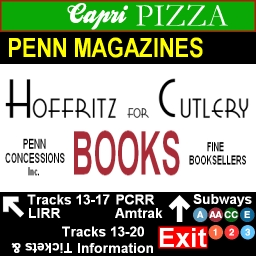 Capri PIZZA
PENN MAGAZINES
HOFFRITZ FOR CUTLERY
PENN CONCESSIONS Inc.
BOOKS
FINE BOOKSELLERS
Tracks 13-17 PCRR Subways
LIRR Amtrak A AA CC E
Tracks 13-20 Exit 1 2 3
Tickets & Information